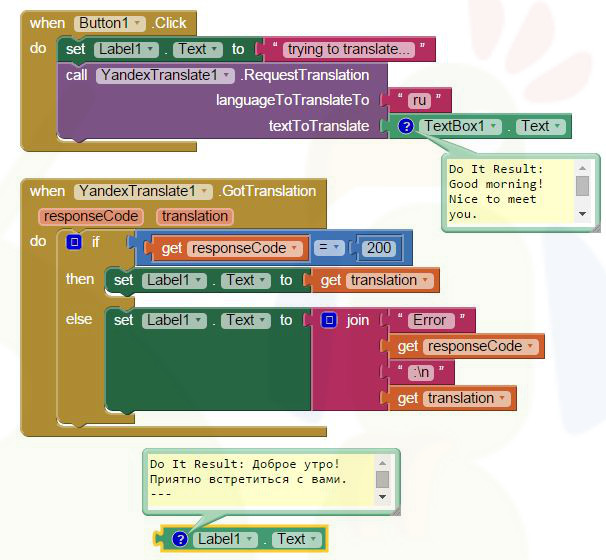 when Button1 .Click
do set Label1 . Text to “ trying to translate... ”
call YandexTranslate1 .RequestTranslation
languageToTranslateTo “ ru ”
textToTranslate ? TextBox1 . Text
Do It Result:
Good morning!
Nice to meet
you.
when YandexTranslate1 .GotTranslation
responseCode translation
do if get responseCode = 200
then set Label1 . Text to get translation
else set Label1 . Text to join “ Error ”
get responseCode
“ :\n ”
get translation
Do It Result: Доброе утро!
Приятно встретиться с вами.
---
? Label1 . Text